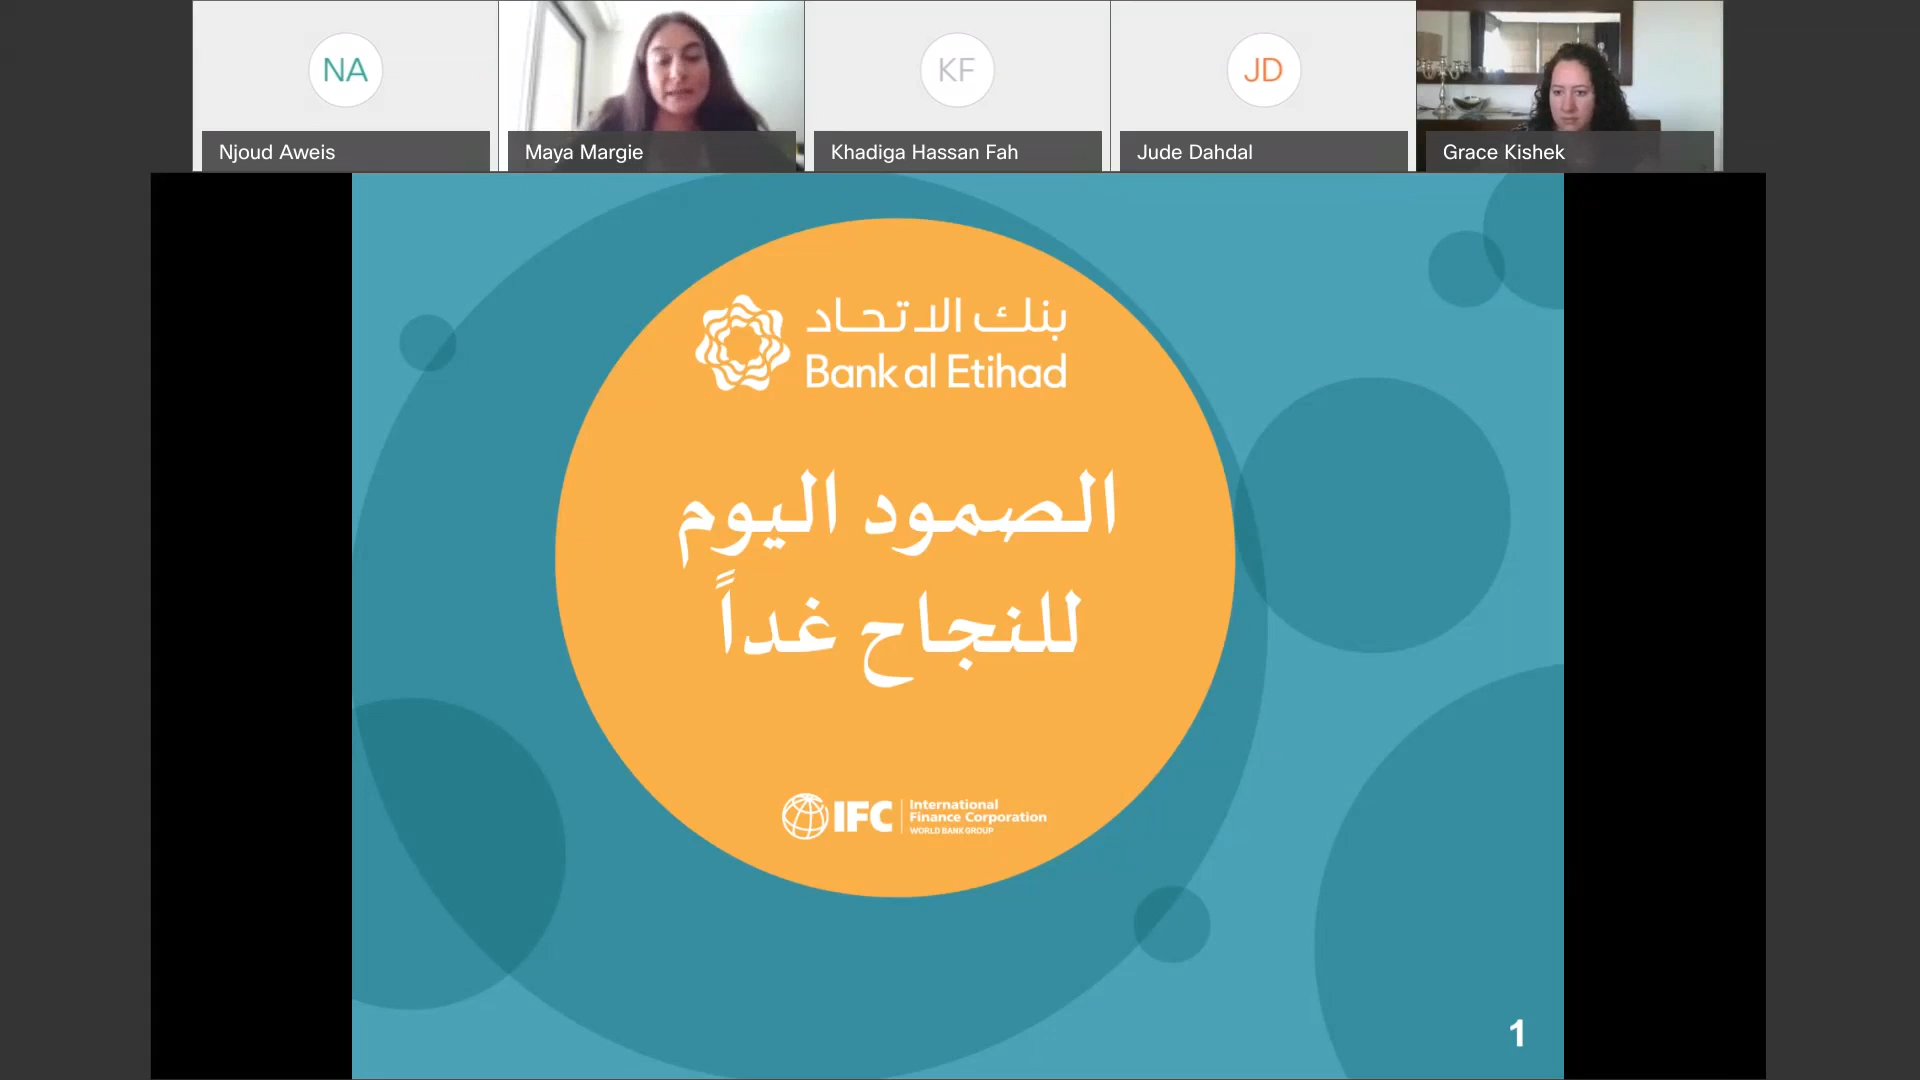 NA
KF
JD
Njoud Aweis
Maya Margie
Khadiga Hassan Fah
Jude Dahdal
Grace Kishek
بنك الاتحاد
Bank al Etihad
الصمود اليوم
للنجاح غداً
IFC
International
Finance Corporation
WORLD BANK GROUP
1